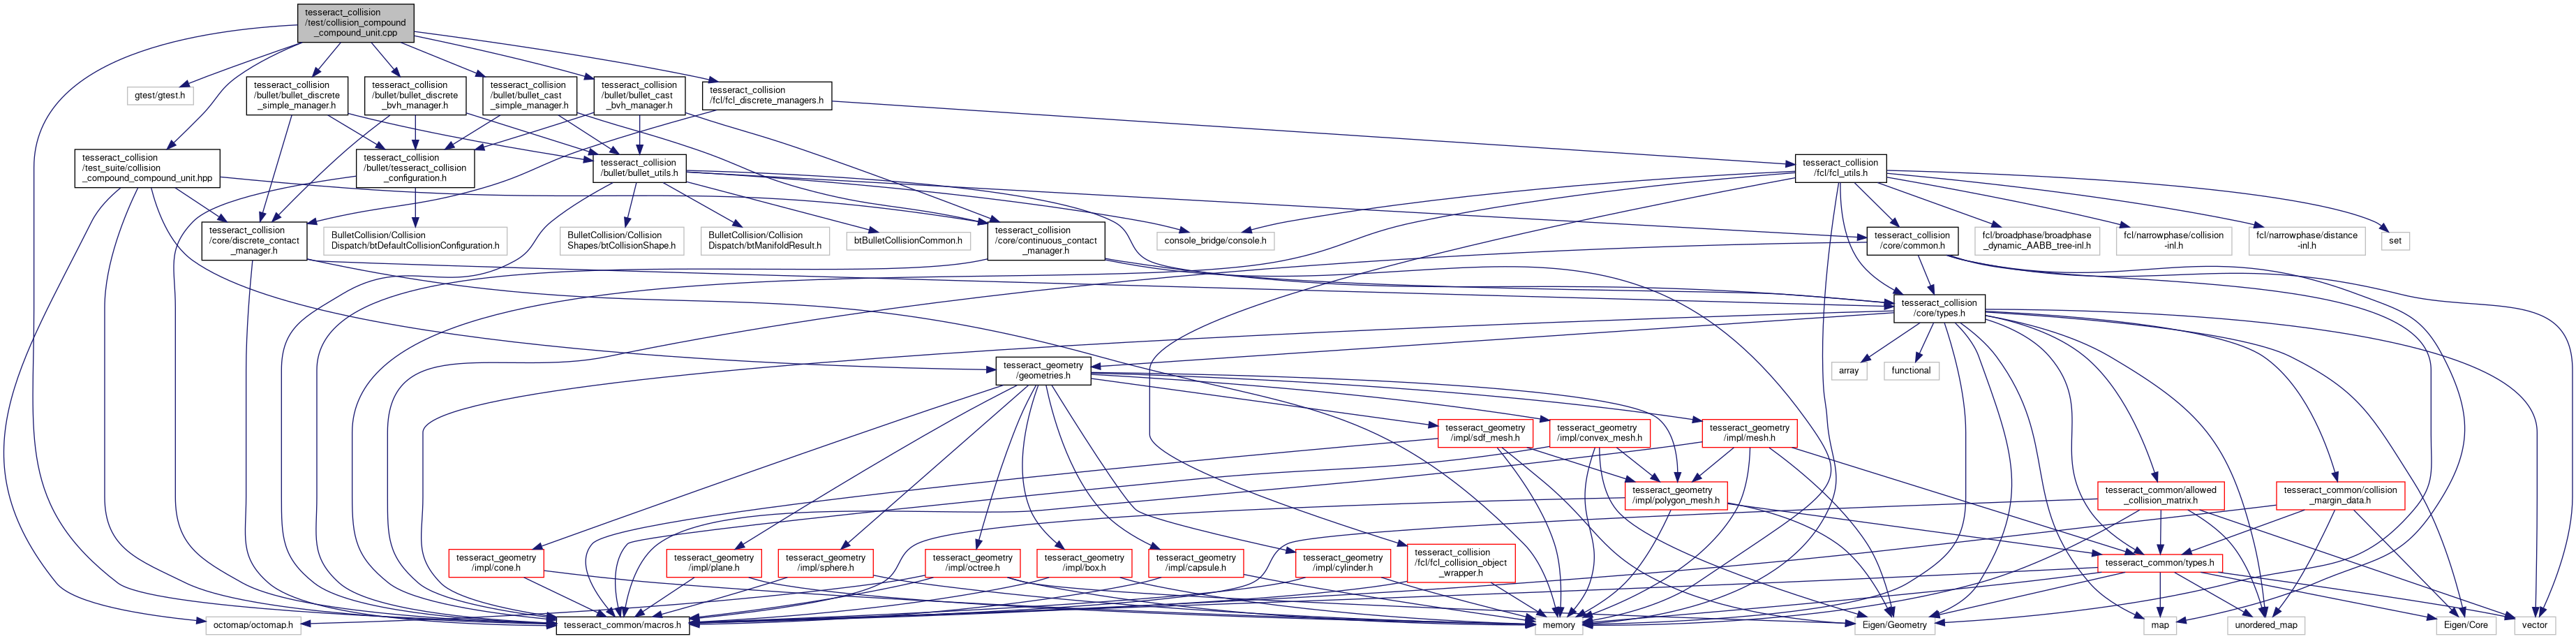 tesseract_collision
/test/collision_compound
_compound_unit.cpp
gtest/gtest.h
tesseract_collision
/bullet/bullet_discrete
_simple_manager.h
tesseract_collision
/bullet/bullet_discrete
_bvh_manager.h
tesseract_collision
/bullet/bullet_cast
_simple_manager.h
tesseract_collision
/bullet/bullet_cast
_bvh_manager.h
tesseract_collision
/fcl/fcl_discrete_managers.h
tesseract_collision
/test_suite/collision
_compound_compound_unit.hpp
tesseract_collision
/bullet/tesseract_collision
_configuration.h
tesseract_collision
/bullet/bullet_utils.h
tesseract_collision
/fcl/fcl_utils.h
tesseract_collision
/core/discrete_contact
_manager.h
BulletCollision/Collision
Dispatch/btDefaultCollisionConfiguration.h
BulletCollision/Collision
Shapes/btCollisionShape.h
BulletCollision/Collision
Dispatch/btManifoldResult.h
btBulletCollisionCommon.h
tesseract_collision
/core/continuous_contact
_manager.h
console_bridge/console.h
tesseract_collision
/core/common.h
fcl/broadphase/broadphase
_dynamic_AABB_tree-inl.h
fcl/narrowphase/collision
-inl.h
fcl/narrowphase/distance
-inl.h
set
tesseract_collision
/core/types.h
tesseract_geometry
/geometries.h
array
functional
tesseract_geometry
/impl/sdf_mesh.h
tesseract_geometry
/impl/convex_mesh.h
tesseract_geometry
/impl/mesh.h
tesseract_geometry
/impl/polygon_mesh.h
tesseract_common/allowed
_collision_matrix.h
tesseract_common/collision
_margin_data.h
tesseract_geometry
/impl/cone.h
tesseract_geometry
/impl/plane.h
tesseract_geometry
/impl/sphere.h
tesseract_geometry
/impl/octree.h
tesseract_geometry
/impl/box.h
tesseract_geometry
/impl/capsule.h
tesseract_geometry
/impl/cylinder.h
tesseract_collision
/fcl/fcl_collision_object
_wrapper.h
tesseract_common/types.h
octomap/octomap.h
tesseract_common/macros.h
memory
Eigen/Geometry
map
unordered_map
Eigen/Core
vector